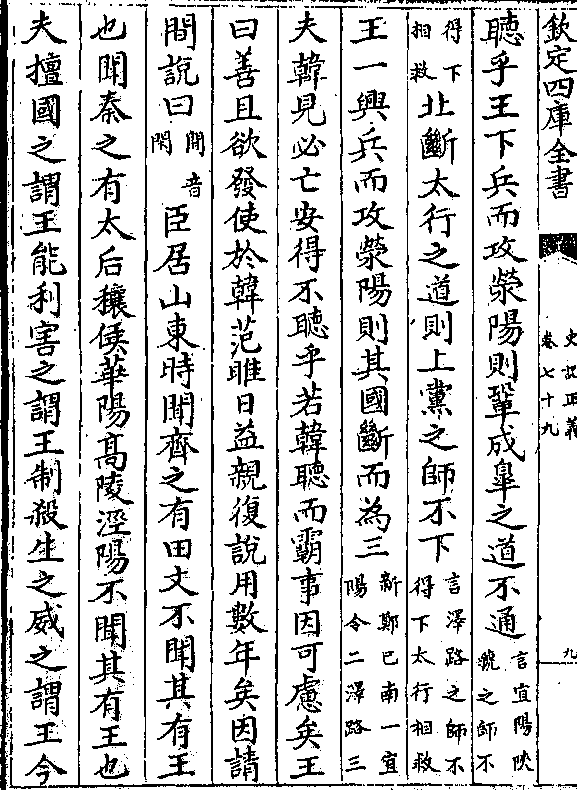 欽定四庫全書
史記正義
卷七十九
九
聽乎王下兵而攻滎陽則鞏成皐之道不通言宜陽陜虢之師不
得下相救北斷太行之道則上黨之師不下言澤路之師不得下太行相救
王一興兵而攻滎陽則其國斷而為三新鄭已南一宜陽令二澤路三
夫韓見必亡安得不聽乎若韓聽而霸事因可慮矣王
曰善且欲發使於韓范雎日益親復說用數年矣因請
間說曰閒音閑臣居山東時聞齊之有田文不聞其有王
也聞秦之有太后穰侯華陽高陵涇陽不聞其有王也
夫擅國之謂王能利害之謂王制殺生之威之謂王今